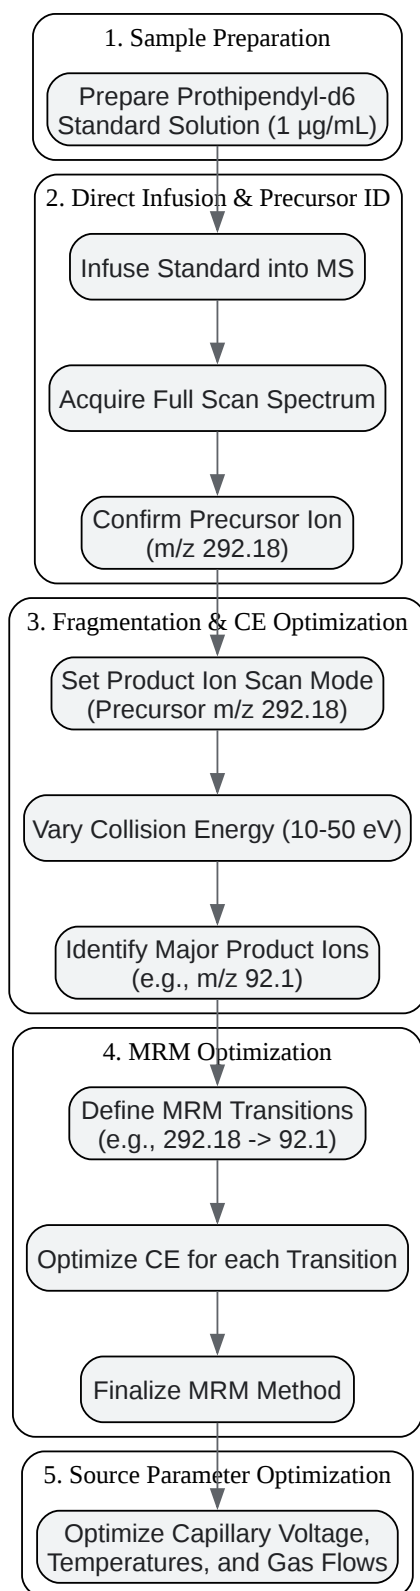 1. Sample Preparation
Prepare Prothipendyl-d6
Standard Solution (1 µg/mL)
2. Direct Infusion & Precursor ID
Infuse Standard into MS
Acquire Full Scan Spectrum
Confirm Precursor Ion
(m/z 292.18)
3. Fragmentation & CE Optimization
Set Product Ion Scan Mode
(Precursor m/z 292.18)
Vary Collision Energy (10-50 eV)
Identify Major Product Ions
(e.g., m/z 92.1)
4. MRM Optimization
Define MRM Transitions
(e.g., 292.18 -> 92.1)
Optimize CE for each Transition
Finalize MRM Method
5. Source Parameter Optimization
Optimize Capillary Voltage,
Temperatures, and Gas Flows